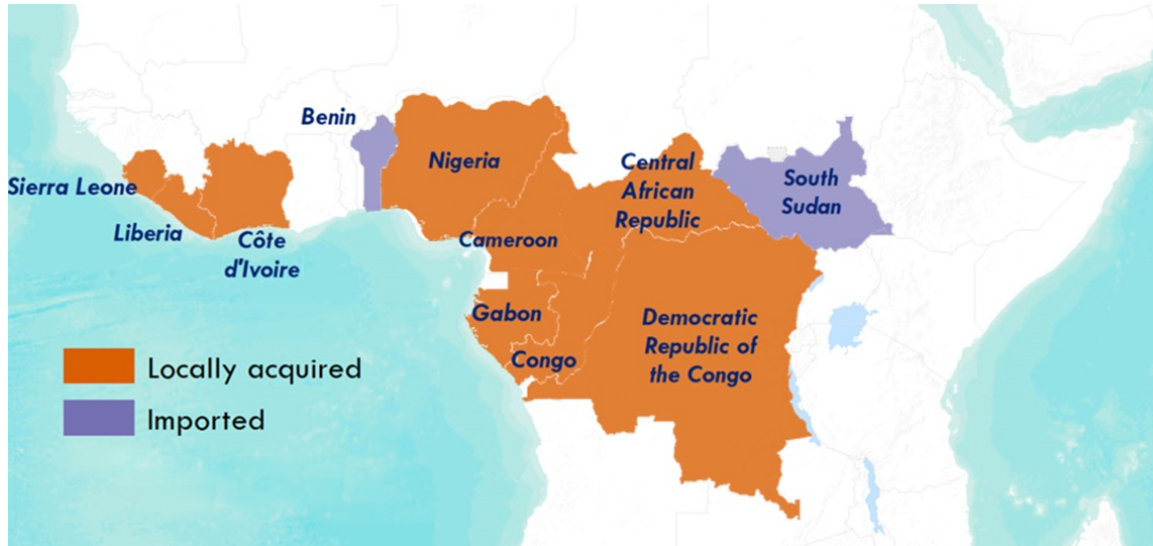 Benin
Nigeria
Central
African
Republic
South
Sudan
Sierra Leone
Liberia
Côte
d'Ivoire
Cameroon
Gabon
Congo
Democratic
Republic of
the Congo
Locally acquired
Imported